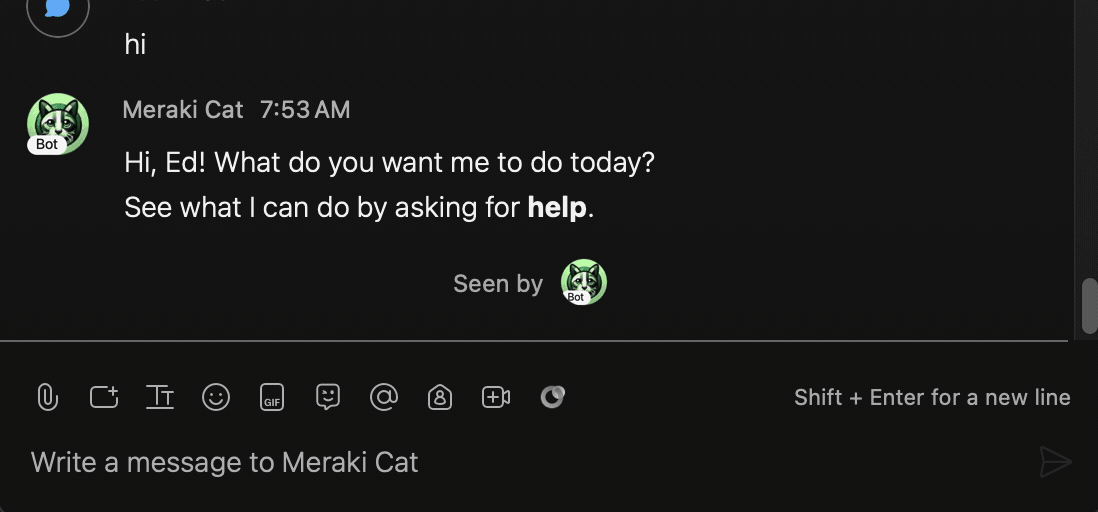 hi
Meraki Cat 7:53 AM
Bot
Hi, Ed! What do you want me to do today?
See what I can do by asking for help.
Seen by
Bot
GIF
Shift + Enter for a new line
Write a message to Meraki Cat